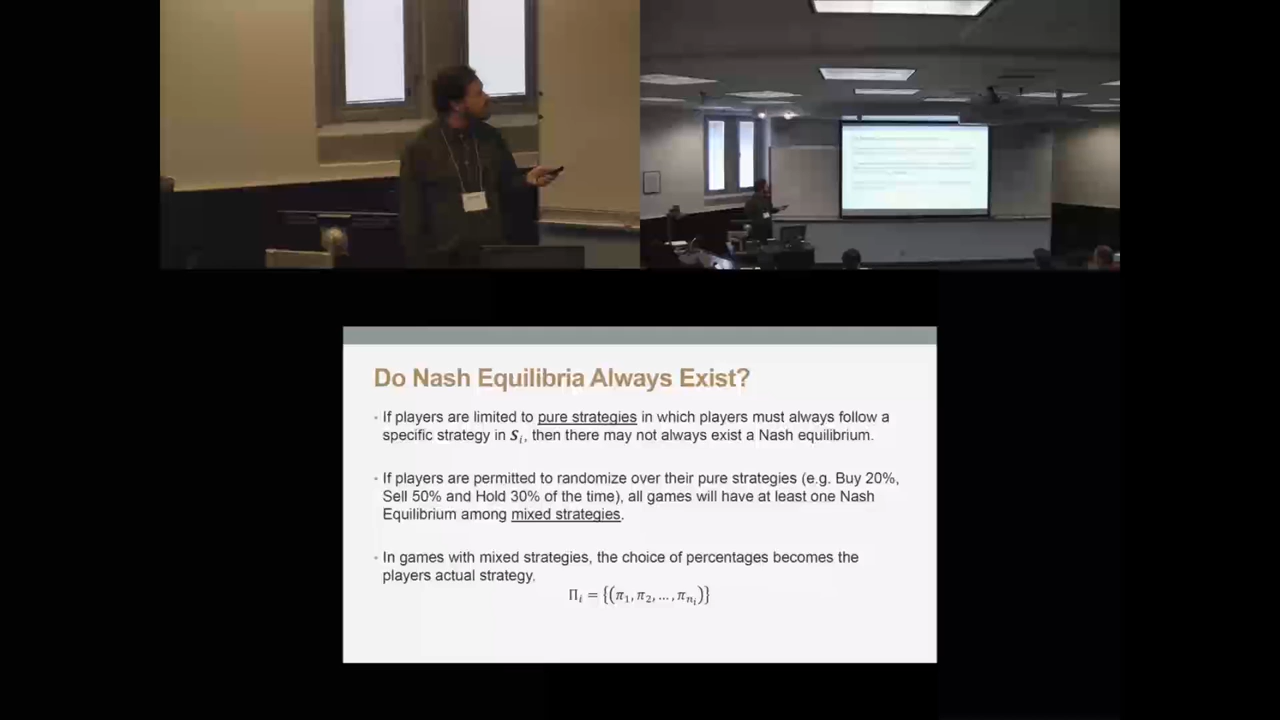 Do Nash Equilibria Always Exist?
• If players are limited to pure strategies in which players must always follow a
specific strategy in Sᵢ, then there may not always exist a Nash equilibrium.
• If players are permitted to randomize over their pure strategies (e.g. Buy 20%,
Sell 50% and Hold 30% of the time), all games will have at least one Nash
Equilibrium among mixed strategies.
• In games with mixed strategies, the choice of percentages becomes the
players actual strategy.
Πᵢ = {(π₁, π₂, …, π_{nᵢ})}